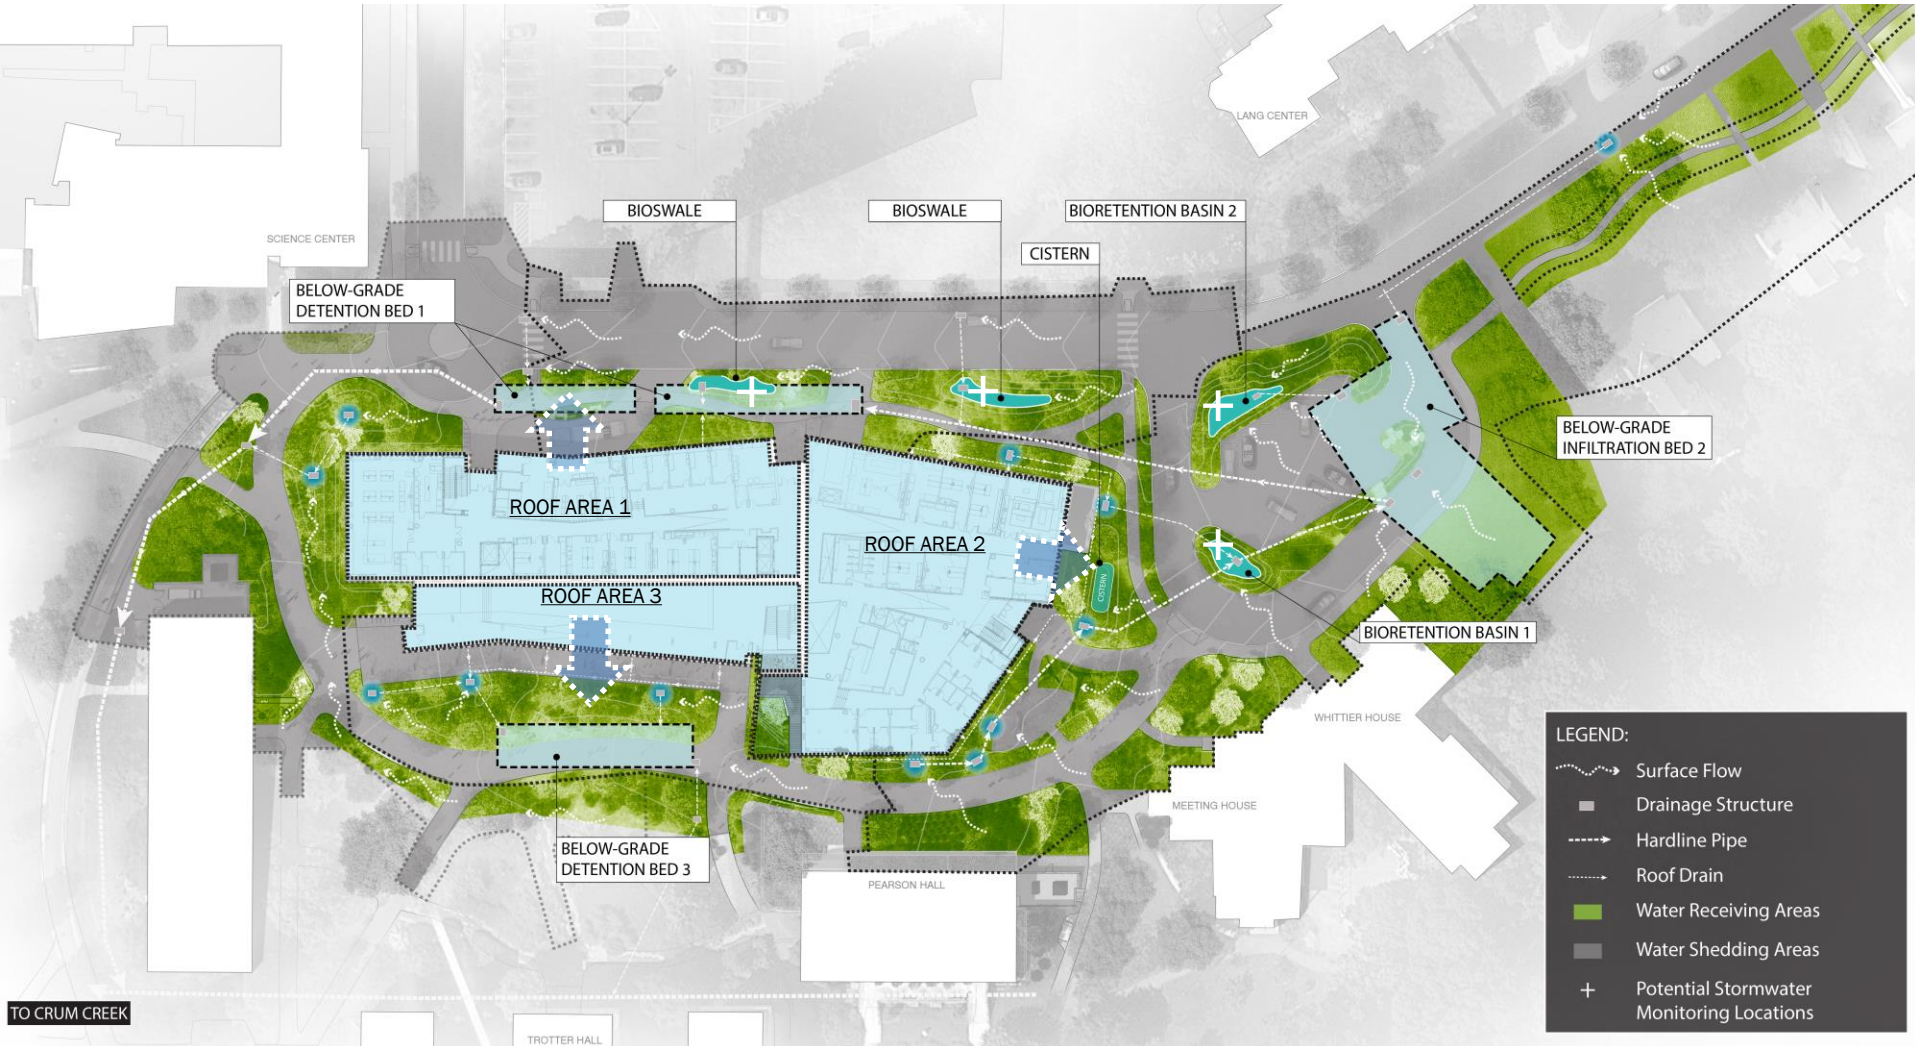 LANG CENTER
BIOSWALE
BIOSWALE
BIORETENTION BASIN 2
SCIENCE CENTER
CISTERN
BELOW-GRADE
DETENTION BED 1
BELOW-GRADE
INFILTRATION BED 2
ROOF AREA 1
ROOF AREA 2
CISTERN
ROOF AREA 3
BIORETENTION BASIN 1
WHITTIER HOUSE
MEETING HOUSE
BELOW-GRADE
DETENTION BED 3
PEARSON HALL
LEGEND:
Surface Flow
Drainage Structure
Hardline Pipe
Roof Drain
Water Receiving Areas
Water Shedding Areas
Potential Stormwater
Monitoring Locations
TO CRUM CREEK
TROTTER HALL